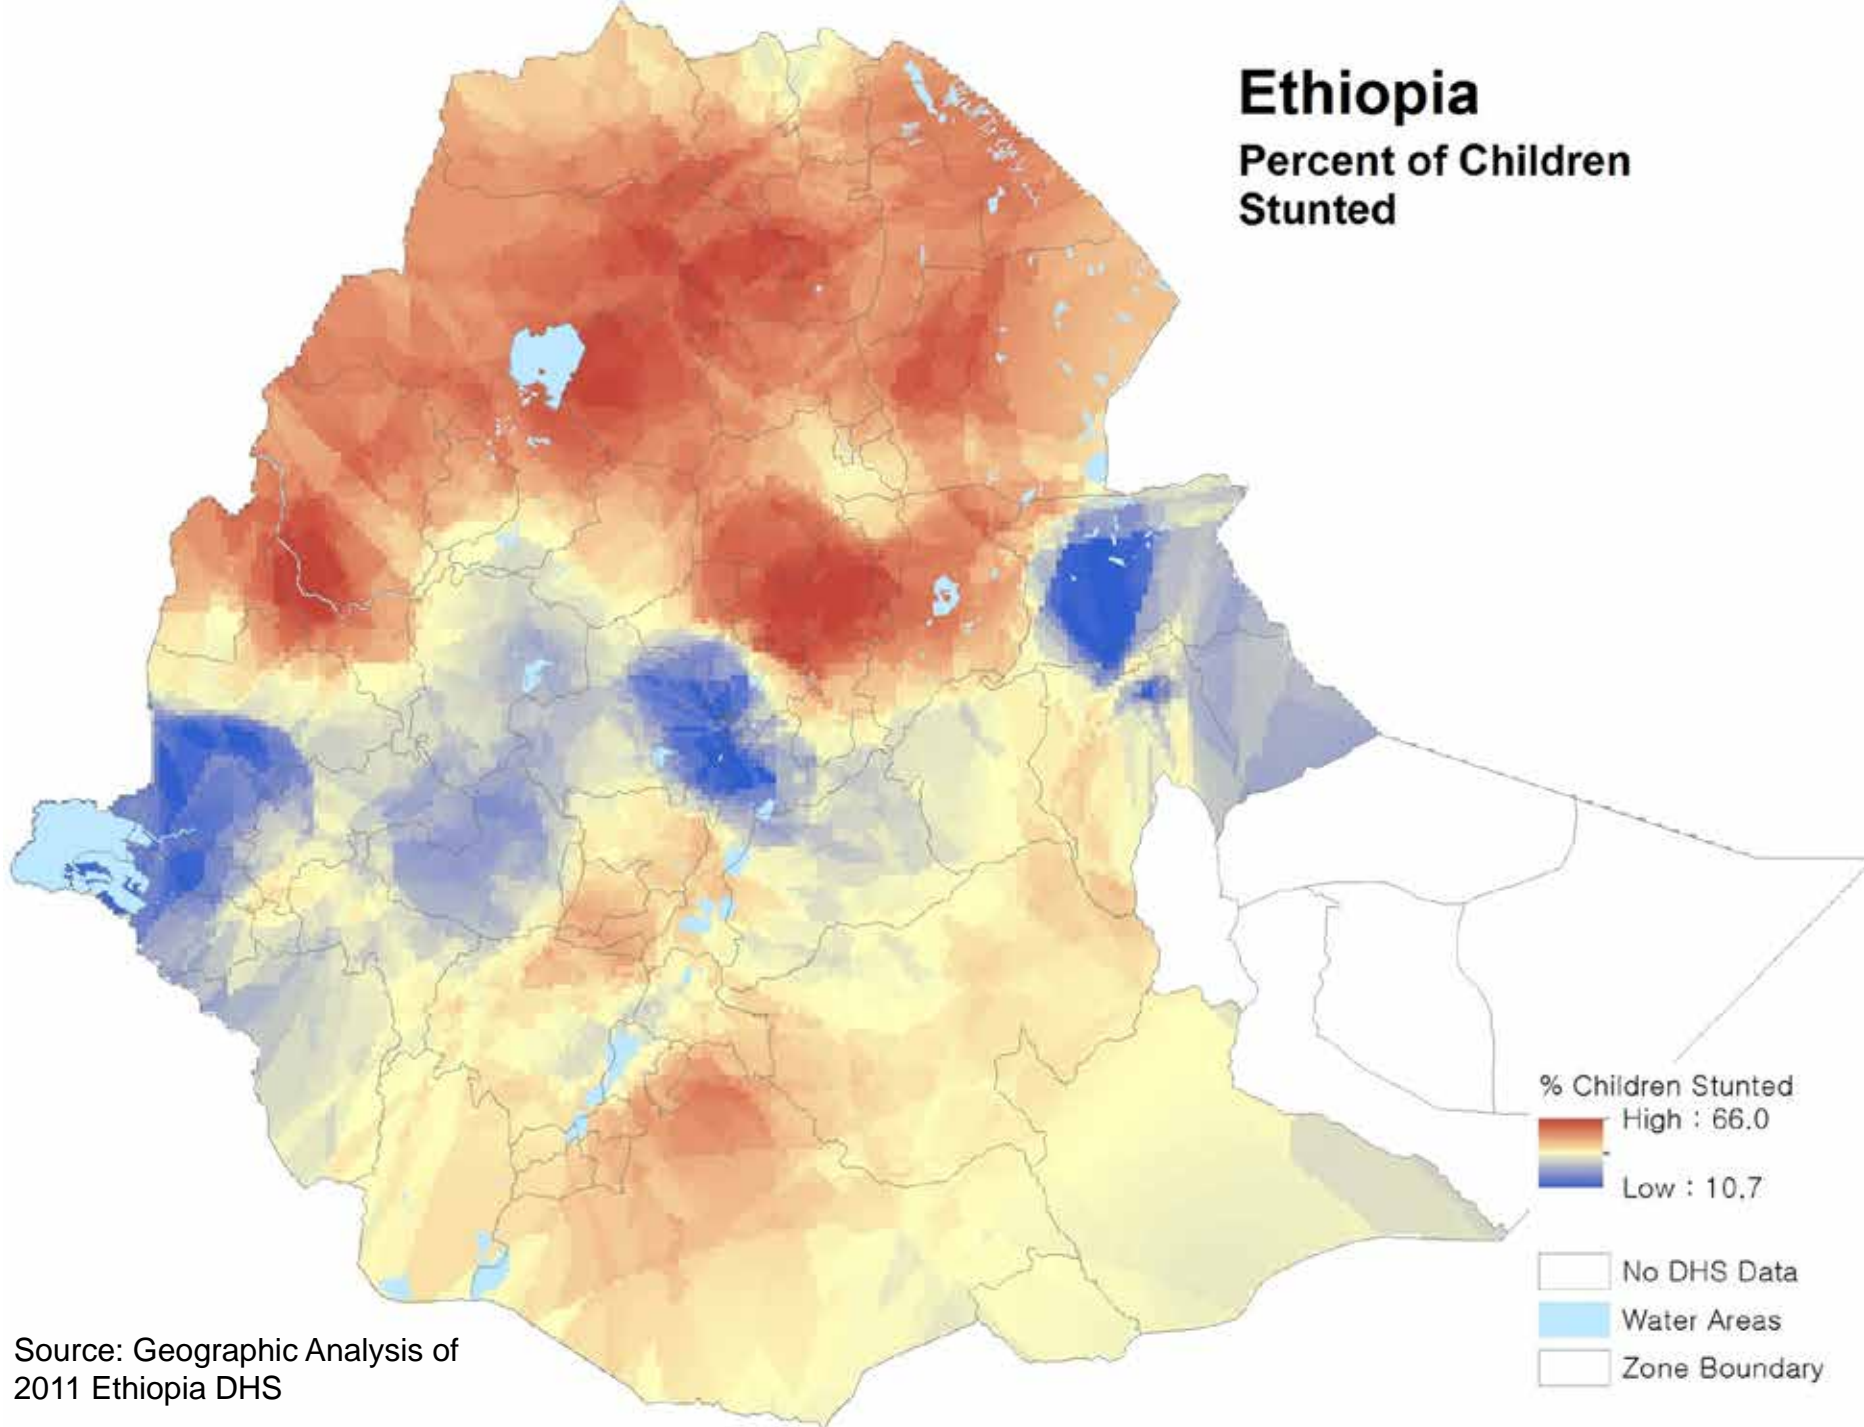 Ethiopia
Percent of Children
Stunted
% Children Stunted
High : 66.0
Low : 10.7
No DHS Data
Water Areas
Zone Boundary
Source: Geographic Analysis of
2011 Ethiopia DHS